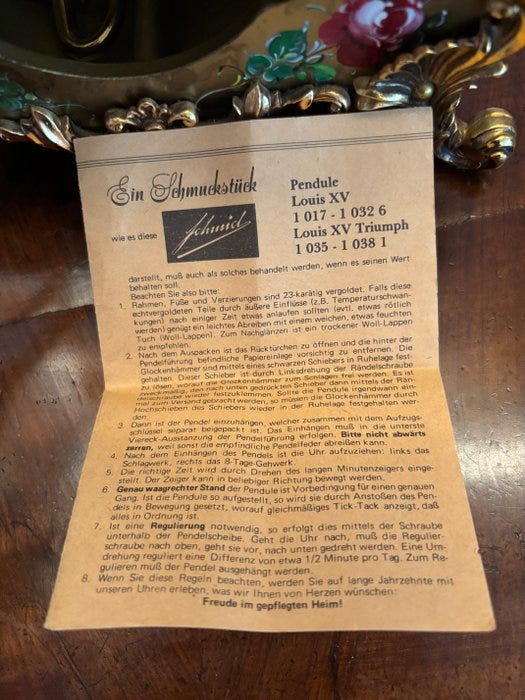 Ein Schmuckstück
wie es diese
Schmid
Pendule
Louis XV
1 017 - 1 032 6
Louis XV Triumph
1 035 - 1 038 1
darstellt, muß auch als solches behandelt werden, wenn es seinen Wert
behalten soll.
Beachten Sie also bitte:
1. Rahmen, Füße und Verzierungen sind 23-karätig vergoldet. Falls diese
echtvergoldeten Teile durch äußere Einflüsse (z.B. Temperaturschwan-
kungen) nach einiger Zeit etwas anlaufen sollten (evtl. etwas rötlich
werden) genügt ein leichtes Abreiben mit einem weichen, etwas feuchten
Tuch (Wolle). Zum Nachglänzen ist ein trockener Woll-Lappen
zu empfehlen.
2. Nach dem Auspacken ist das Rücktürchen zu öffnen und die hinter der
Pendelführung befindliche Papiereinlage vorsichtig zu entfernen. Die
Glockenhämmer sind mittels eines schwarzen Schiebers in Ruhelage fest-
gehalten. Dieser Schieber ist durch Linksdrehung der Rändelschraube
zu lösen, worauf die Glockenhämmer zum Schlagen frei werden. Es ist
zweckmäßig, den nach unten gedrückten Schieber dann mittels der Rän-
delschraube wieder festzuklemmen. Sollte die Pendule irgendwann ein-
mal zum Versand gebracht werden, so müssen die Glockenhämmer durch
Hochschieben des Schiebers wieder in der Ruhelage festgehalten wer-
den.
3. Dann ist der Pendel einzuhängen, welcher zusammen mit dem Aufzugs-
schlüssel separat beigepackt ist. Das Einhängen muß in die unterste
Viereck-Ausstanzung der Pendelführung erfolgen. Bitte nicht abwärts
zerren, weil sonst die empfindliche Pendelfeder abreißen kann.
4. Nach dem Einhängen des Pendels ist die Uhr aufzuziehen: links das
Schlagwerk, rechts das 8-Tage-Gehwerk.
5. Die richtige Zeit wird durch Drehen des langen Minutenzeigers einge-
stellt. Der Zeiger kann in beliebiger Richtung bewegt werden.
6. Genau waagrechter Stand der Pendule ist Vorbedingung für einen genauen
Gang. Ist die Pendule so aufgestellt, so wird sie durch Anstoßen des Pen-
dels in Bewegung gesetzt, worauf gleichmäßiges Tick-Tack anzeigt, daß
alles in Ordnung ist.
7. Ist eine Regulierung notwendig, so erfolgt dies mittels der Schraube
unterhalb der Pendelscheibe. Geht die Uhr nach, muß die Regulier-
schraube nach oben, geht sie vor, nach unten gedreht werden. Eine Um-
drehung reguliert eine Differenz von etwa 1/2 Minute pro Tag. Zum Re-
gulieren muß der Pendel ausgehängt werden.
8. Wenn Sie diese Regeln beachten, werden Sie auf lange Jahrzehnte mit
unseren Uhren erleben, was wir Ihnen von Herzen wünschen:
Freude im gepflegten Heim!